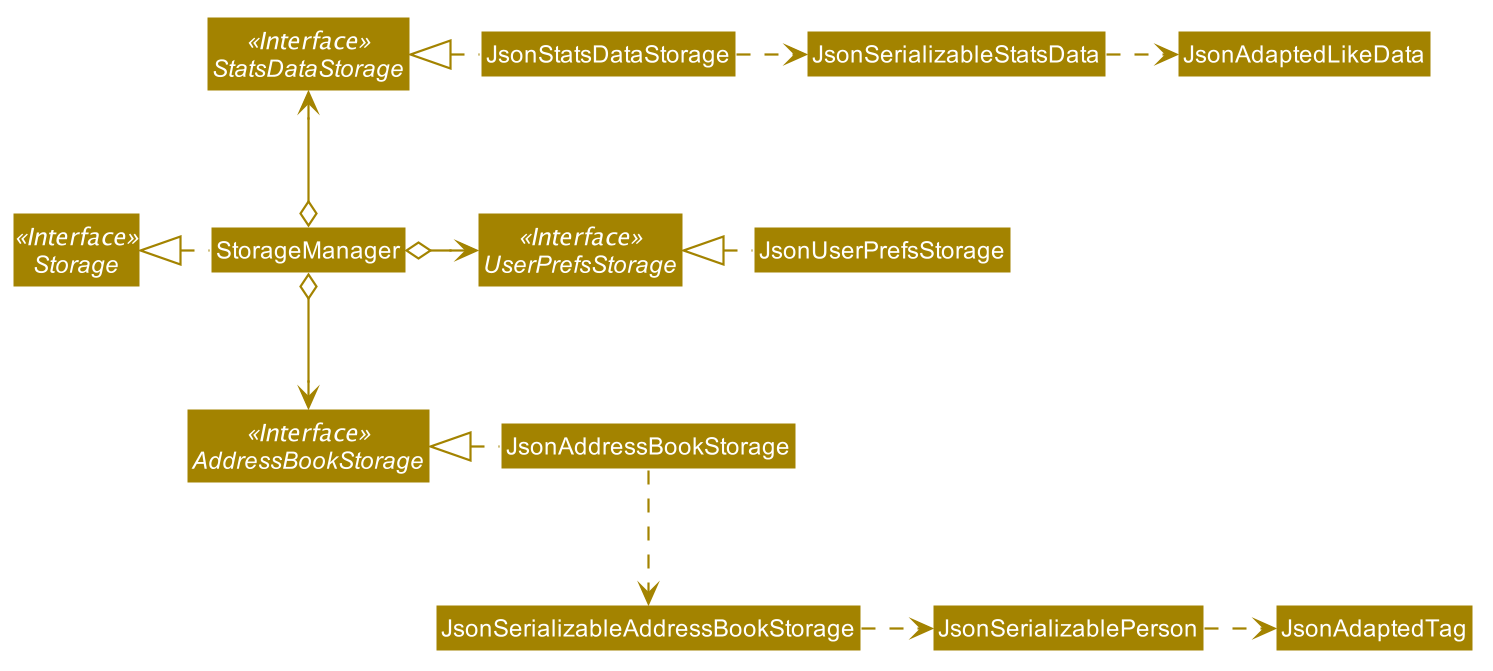 «Interface»
StatsDataStorage
JsonStatsDataStorage
JsonSerializableStatsData
JsonAdaptedLikeData
«Interface»
Storage
StorageManager
«Interface»
UserPrefsStorage
JsonUserPrefsStorage
«Interface»
AddressBookStorage
JsonAddressBookStorage
JsonSerializableAddressBookStorage
JsonSerializablePerson
JsonAdaptedTag